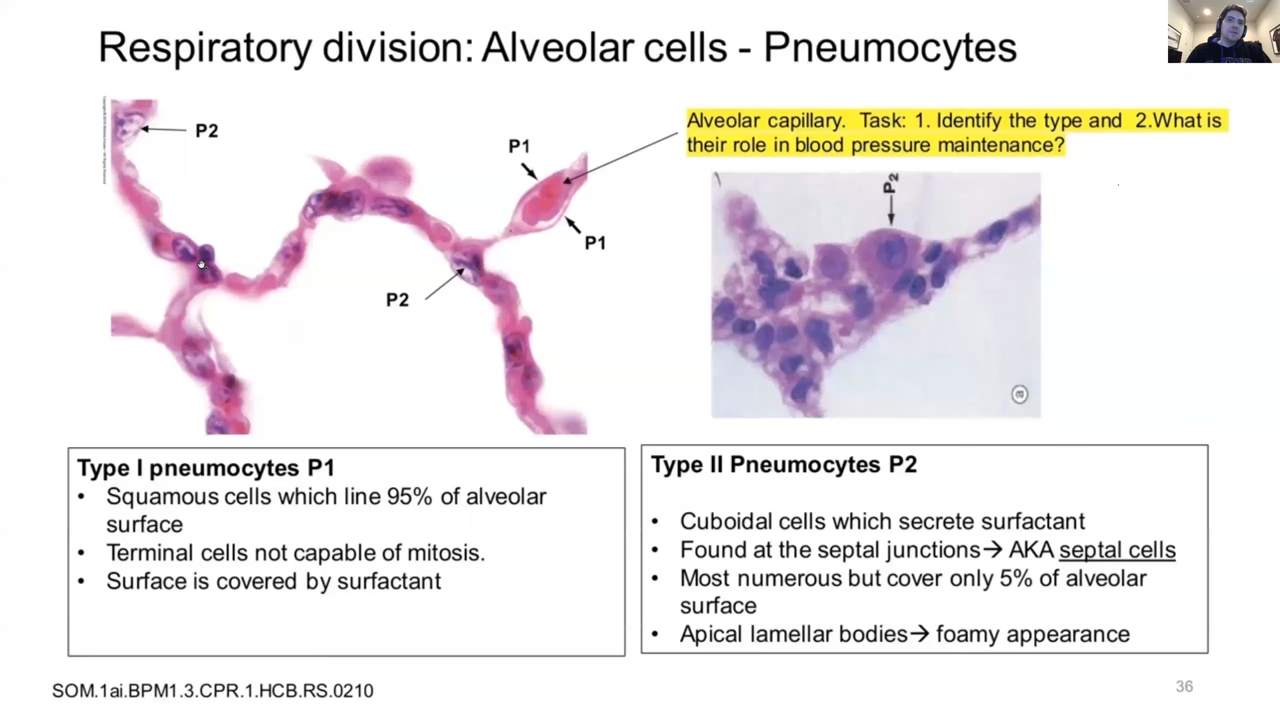 Respiratory division: Alveolar cells - Pneumocytes
P2
P1
P1
P2
Alveolar capillary. Task: 1. Identify the type and 2.What is
their role in blood pressure maintenance?
P2
a
Type I pneumocytes P1
• Squamous cells which line 95% of alveolar
surface
• Terminal cells not capable of mitosis.
• Surface is covered by surfactant
Type II Pneumocytes P2
• Cuboidal cells which secrete surfactant
• Found at the septal junctions→ AKA septal cells
• Most numerous but cover only 5% of alveolar
surface
• Apical lamellar bodies→ foamy appearance
SOM.1ai.BPM1.3.CPR.1.HCB.RS.0210
36